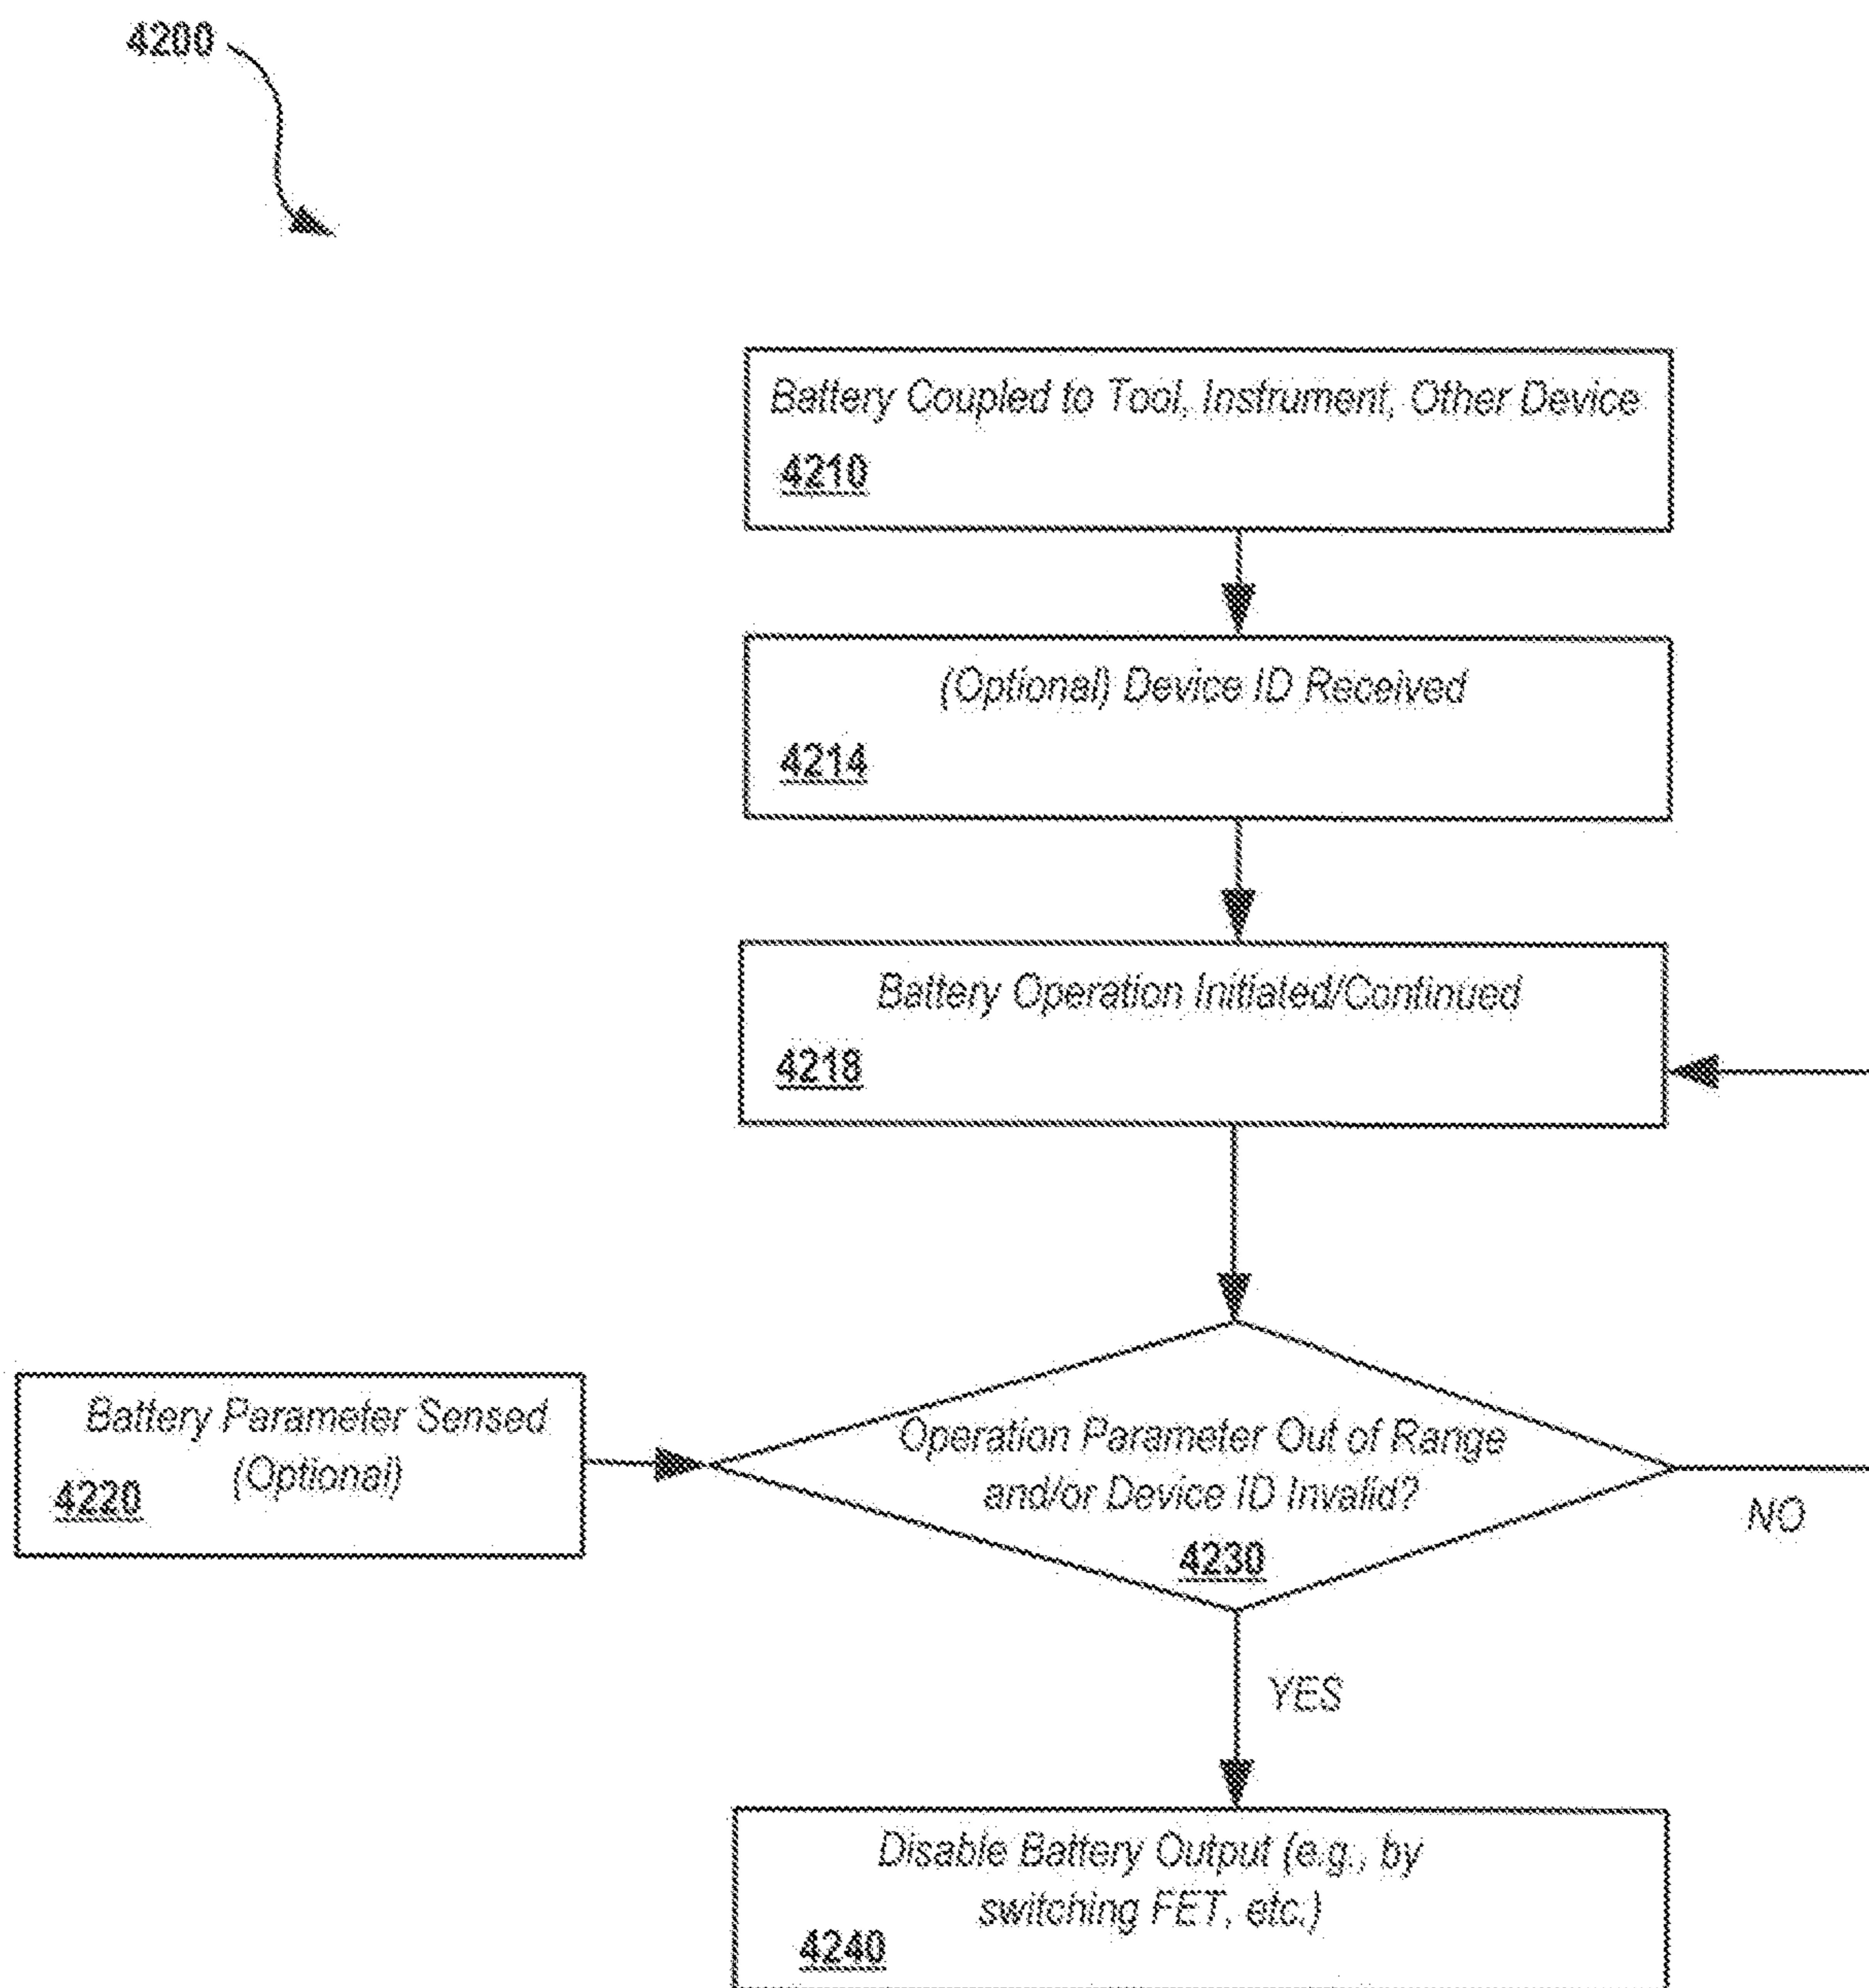 4200
Battery Coupled to Tool, Instrument, Other Device
4210
(Optional) Device ID Received
4214
Battery Operation Initiated/Continued
4218
Battery Parameter Sensed
(Optional)
4220
Operation Parameter Out of Range
and/or Device ID Invalid?
4230
NO
YES
Disable Battery Output (e.g., by
switching FET, etc.)
4240